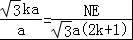 √3ka/a = NE/√3a(2k+1)